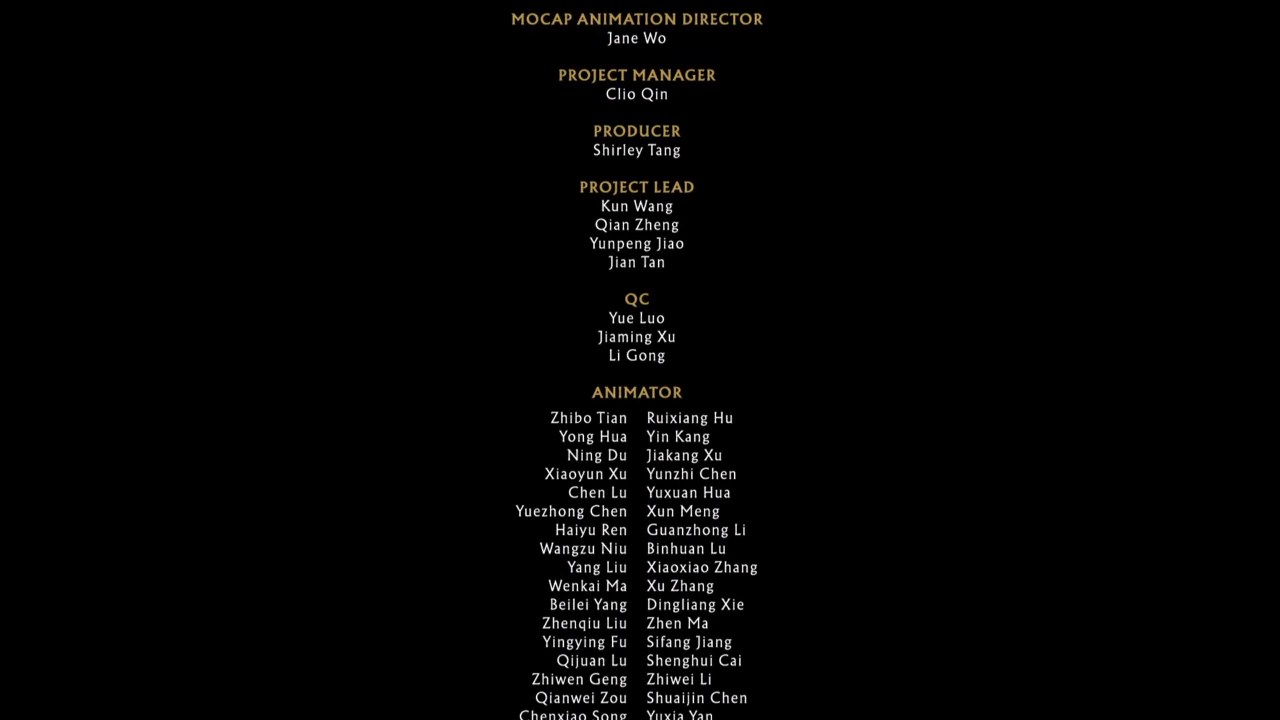 MOCAP ANIMATION DIRECTOR
Jane Wo
PROJECT MANAGER
Clio Qin
PRODUCER
Shirley Tang
PROJECT LEAD
Kun Wang
Qian Zheng
Yunpeng Jiao
Jian Tan
QC
Yue Luo
Jiaming Xu
Li Gong
ANIMATOR
Zhibo Tian Ruixiang Hu
Yong Hua Yin Kang
Ning Du Jiakang Xu
Xiaoyun Xu Yunzhi Chen
Chen Lu Yuxuan Hua
Yuezhong Chen Xun Meng
Haiyu Ren Guanzhong Li
Wangzu Niu Binhuan Lu
Yang Liu Xiaoxiao Zhang
Wenkai Ma Xu Zhang
Beilei Yang Dingliang Xie
Zhenqiu Liu Zhen Ma
Yingying Fu Sifang Jiang
Qijuan Lu Shenghui Cai
Zhiwen Geng Zhiwei Li
Qianwei Zou Shuaijin Chen
Chenxiao Song Yuxia Yan